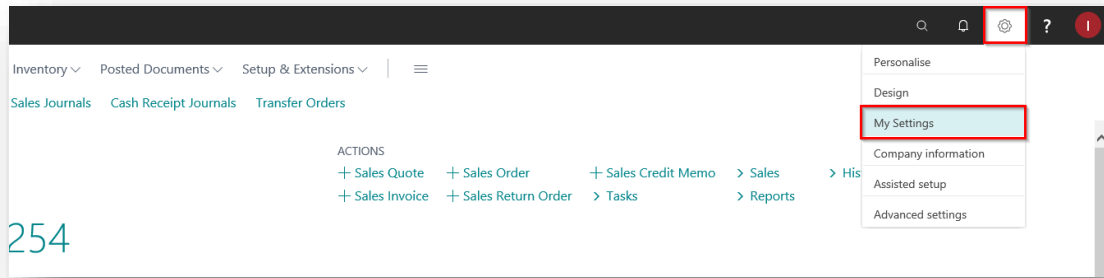 ? I
Inventory Posted Documents Setup & Extensions
Personalise
Design
Sales Journals Cash Receipt Journals Transfer Orders
My Settings
ACTIONS
Company information
+ Sales Quote + Sales Order + Sales Credit Memo > Sales > His
Assisted setup
+ Sales Invoice + Sales Return Order > Tasks > Reports
Advanced settings
254